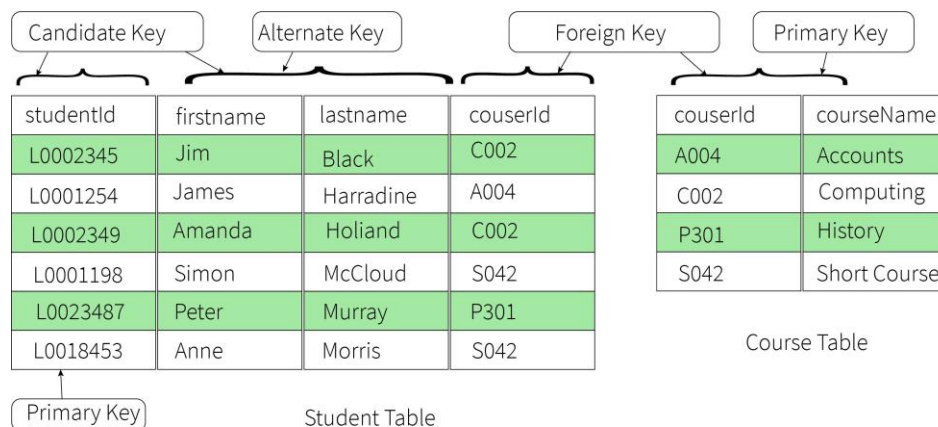 Candidate Key Alternate Key Foreign Key Primary Key
studentId firstname lastname couserId couserId courseName
L0002345 Jim Black C002 A004 Accounts
L0001254 James Harradine A004 C002 Computing
L0002349 Amanda Holiand C002 P301 History
L0001198 Simon McCloud S042 S042 Short Course
L0023487 Peter Murray P301
L0018453 Anne Morris S042
Course Table
Primary Key Student Table